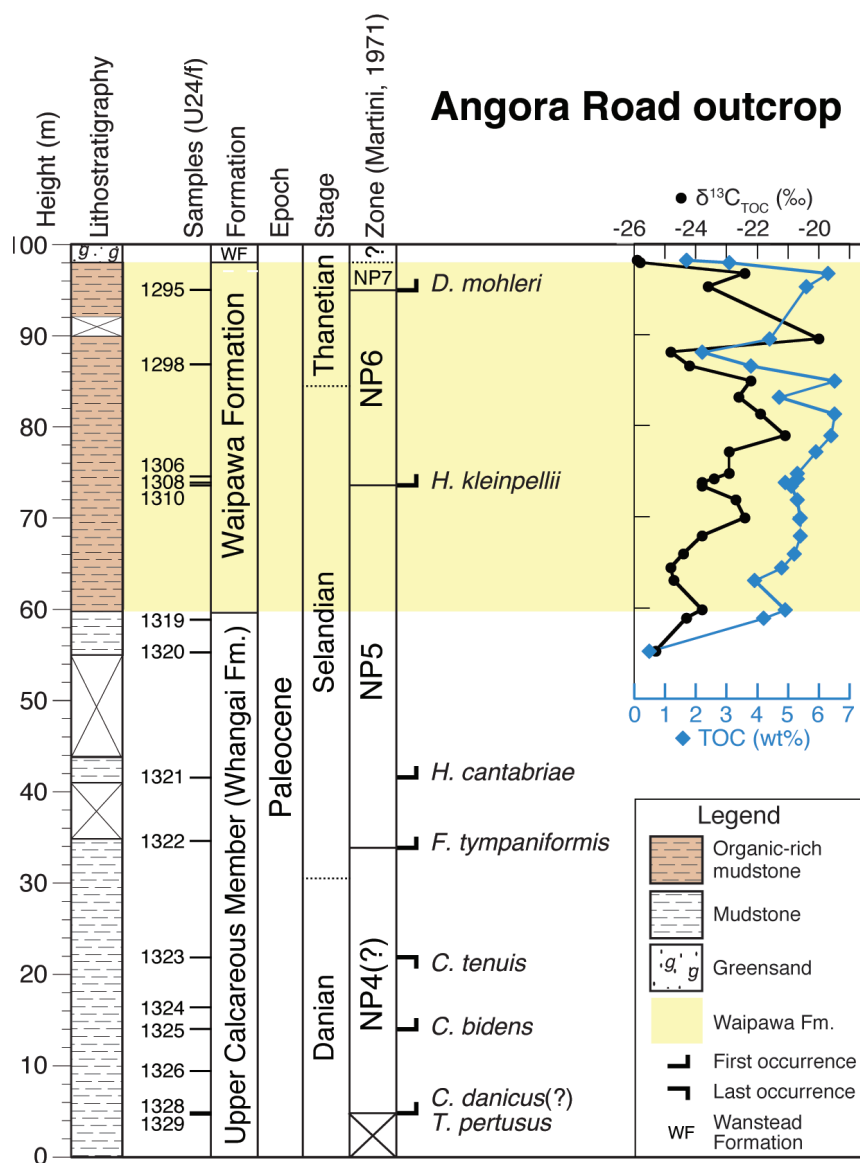 Angora Road outcrop
Height (m)
Lithostratigraphy
Samples (U24/f)
Formation
Epoch
Stage
Zone (Martini, 1971)
δ¹³C_TOC (‰)
-26 -24 -22 -20
100
90
80
70
60
50
40
30
20
10
0
g g
g
1295
1298
1306
1308
1310
1319
1320
1321
1322
1323
1324
1325
1326
1328
1329
WF
Waipawa Formation
Upper Calcareous Member (Whangai Fm.)
Paleocene
Thanetian
Selandian
Danian
?
NP7
NP6
NP5
NP4(?)
D. mohleri
H. kleinpellii
H. cantabriae
F. tympaniformis
C. tenuis
C. bidens
C. danicus(?)
T. pertusus
0 1 2 3 4 5 6 7
TOC (wt%)
Legend
Organic-rich
mudstone
Mudstone
g g
Greensand
Waipawa Fm.
First occurrence
Last occurrence
WF Wanstead
Formation